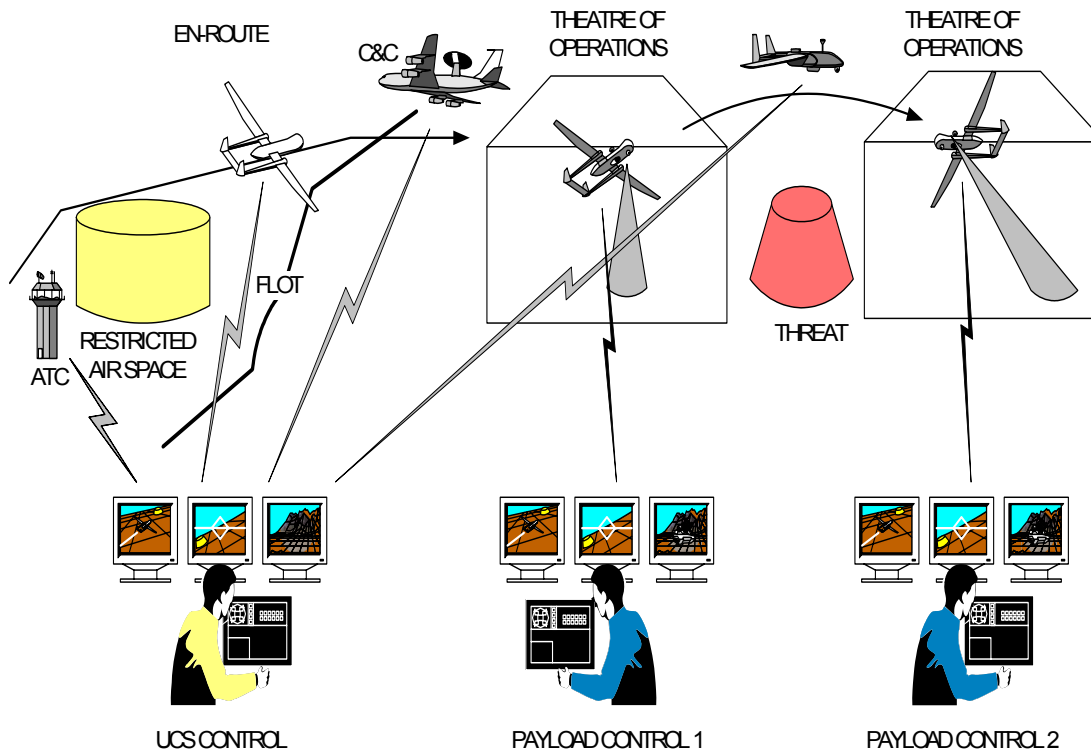 EN-ROUTE
C&C
THEATRE OF
OPERATIONS
THEATRE OF
OPERATIONS
FLOT
RESTRICTED
AIR SPACE
ATC
THREAT
UCS CONTROL
PAYLOAD CONTROL 1
PAYLOAD CONTROL 2